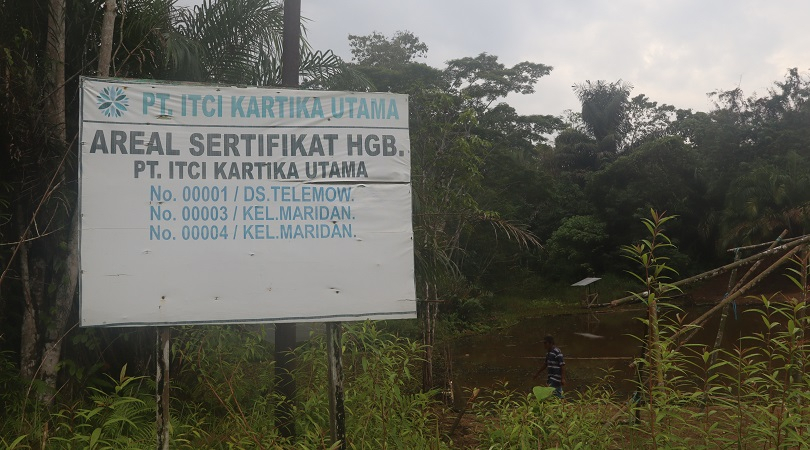 PT. ITCI KARTIKA UTAMA
AREAL SERTIFIKAT HGB.
PT. ITCI KARTIKA UTAMA
No. 00001 / DS.TELEMOW.
No. 00003 / KEL.MARIDAN.
No. 00004 / KEL.MARIDAN.